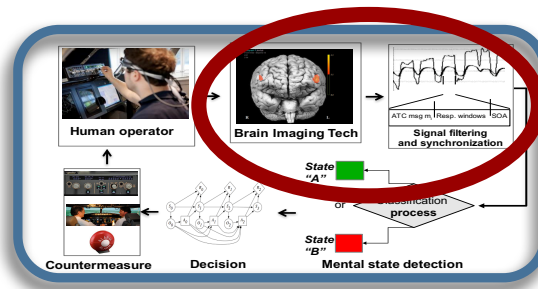 Human operator
Brain Imaging Tech
ATC msg m
Resp. windows
SOA
Signal filtering
and synchronization
State
"A"
or
process
State
"B"
Countermeasure
Decision
Mental state detection